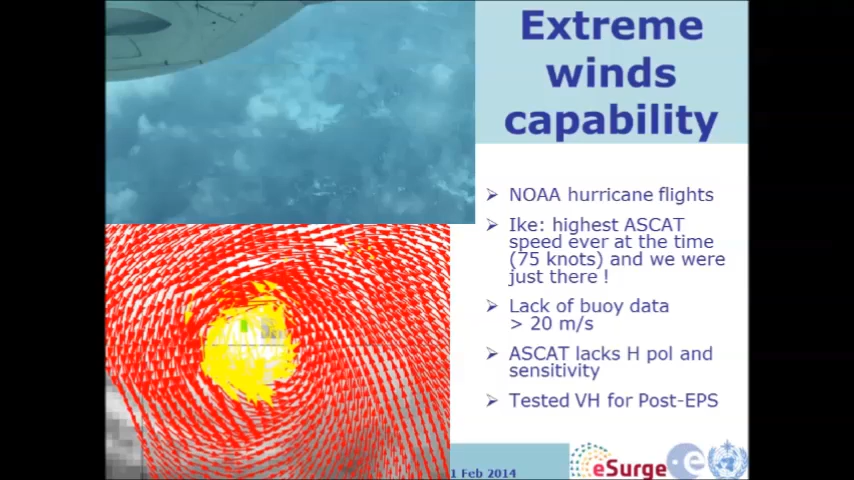 Extreme
winds
capability
➢ NOAA hurricane flights
➢ Ike: highest ASCAT
speed ever at the time
(75 knots) and we were
just there !
➢ Lack of buoy data
> 20 m/s
➢ ASCAT lacks H pol and
sensitivity
➢ Tested VH for Post-EPS
1 Feb 2014
eSurge